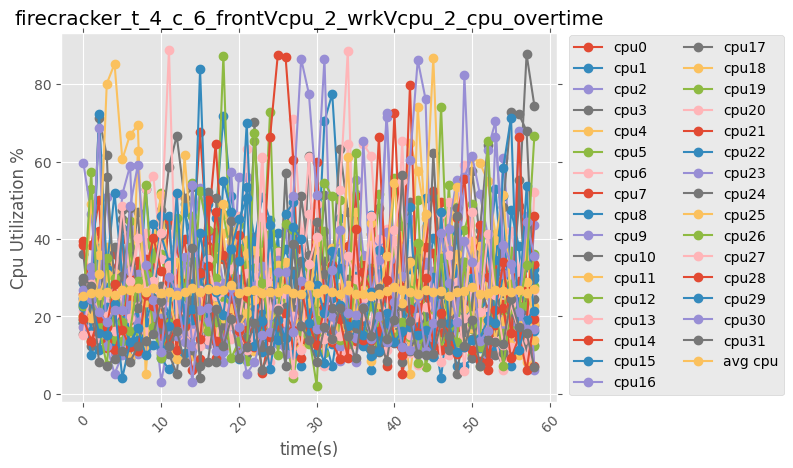 firecracker_t_4_c_6_frontVcpu_2_wrkVcpu_2_cpu_overtime
Cpu Utilization %
80
60
40
20
0
0
10
20
30
40
50
60
time(s)
cpu0
cpu1
cpu2
cpu3
cpu4
cpu5
cpu6
cpu7
cpu8
cpu9
cpu10
cpu11
cpu12
cpu13
cpu14
cpu15
cpu16
cpu17
cpu18
cpu19
cpu20
cpu21
cpu22
cpu23
cpu24
cpu25
cpu26
cpu27
cpu28
cpu29
cpu30
cpu31
avg cpu